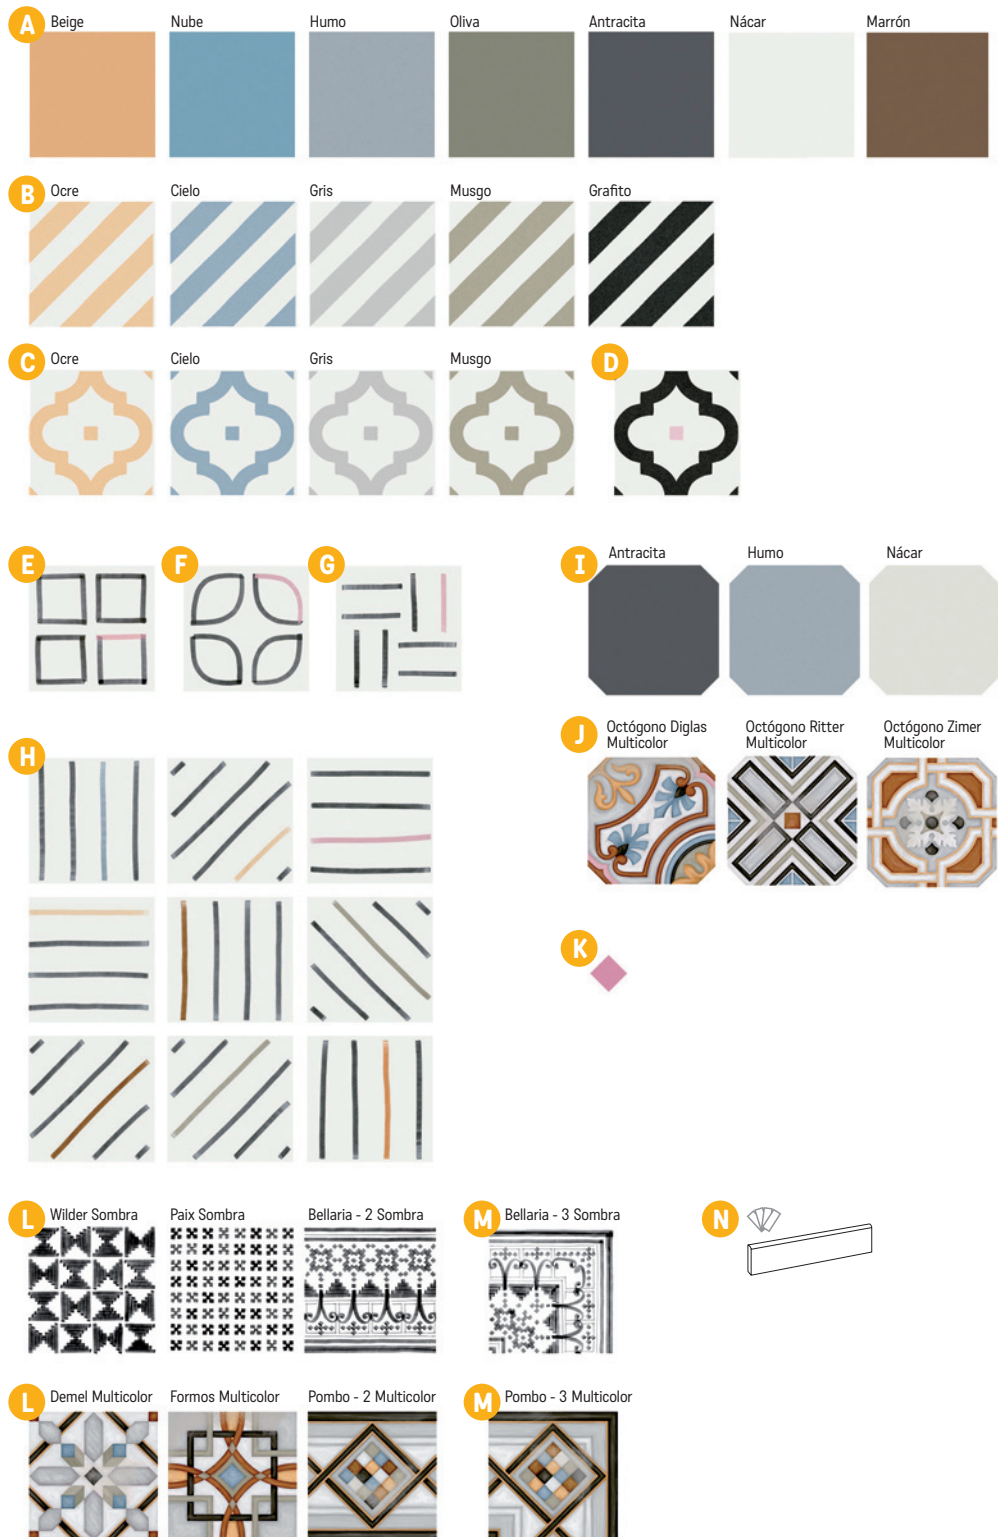 A Beige Nube Humo Oliva Antracita Nácar Marrón
B Ocre Cielo Gris Musgo Grafito
C Ocre Cielo Gris Musgo D
E F G
I Antracita Humo Nácar
J Octógono Diglas Multicolor
Octógono Ritter Multicolor
Octógono Zimer Multicolor
H
K
L Wilder Sombra Paix Sombra Bellaria - 2 Sombra M Bellaria - 3 Sombra N
L Demel Multicolor Formos Multicolor Pombo - 2 Multicolor M Pombo - 3 Multicolor